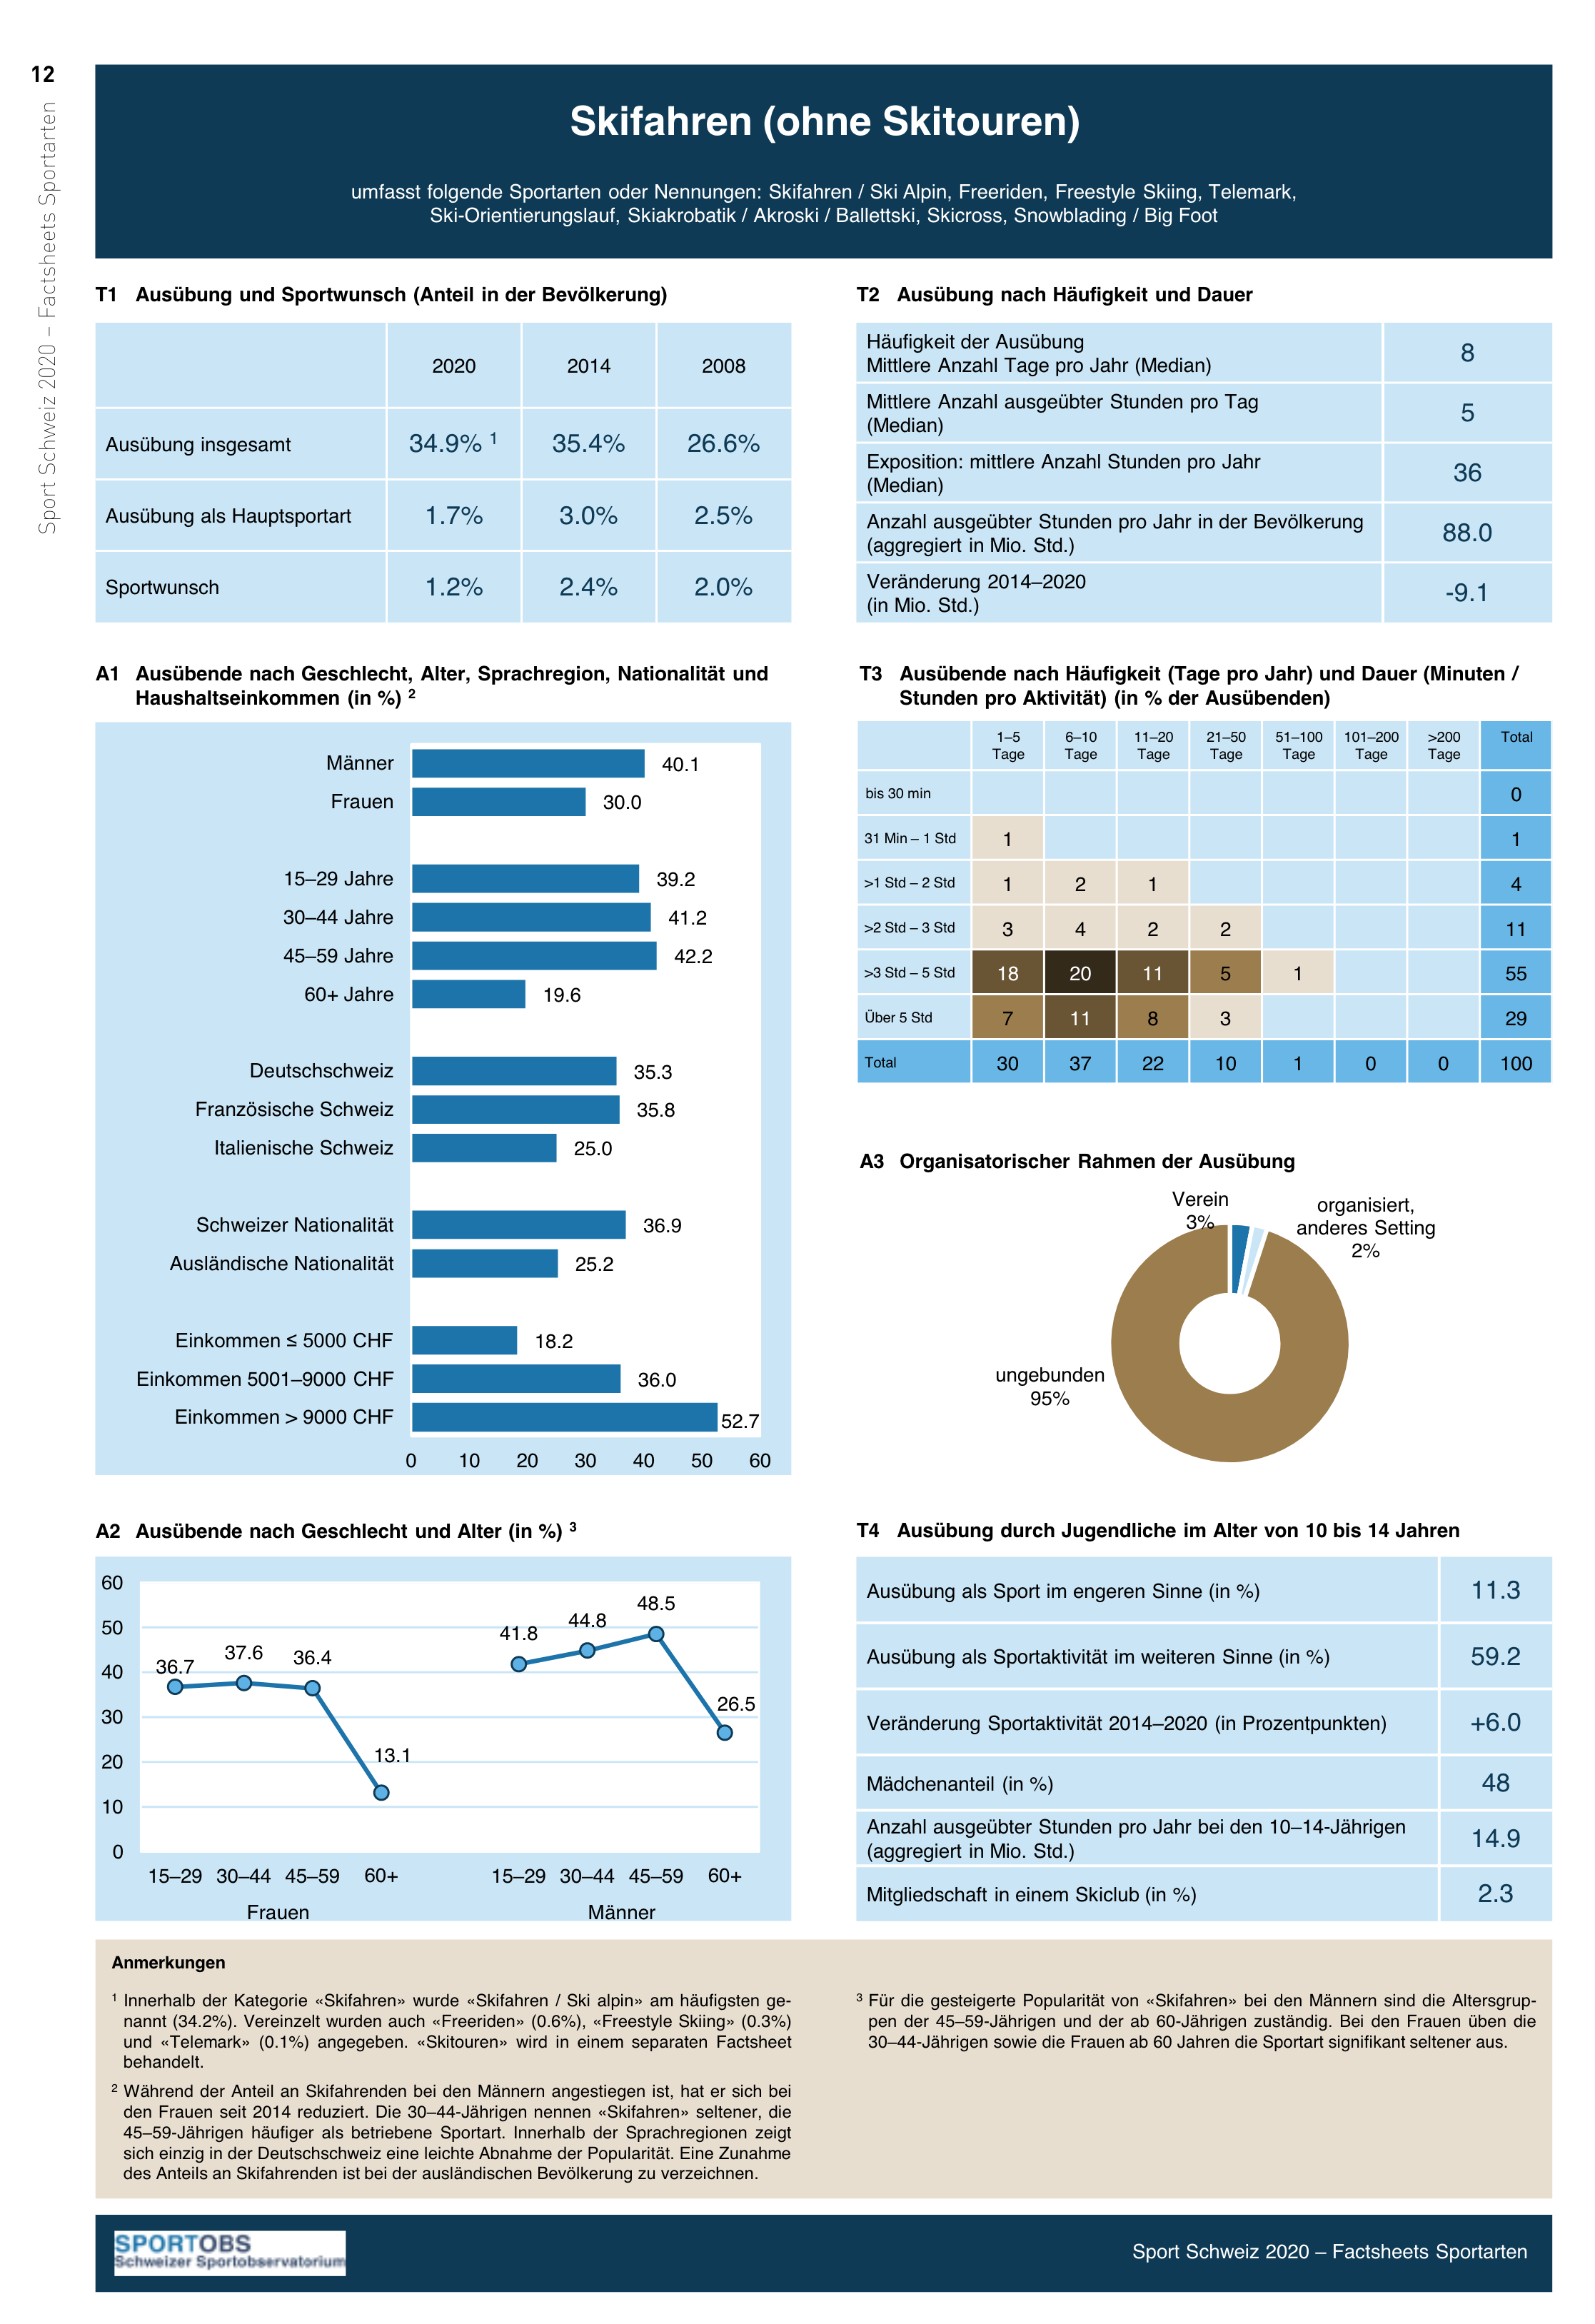 12
Sport Schweiz 2020 – Factsheets Sportarten
Skifahren (ohne Skitouren)
umfasst folgende Sportarten oder Nennungen: Skifahren / Ski Alpin, Freeriden, Freestyle Skiing, Telemark,
Ski-Orientierungslauf, Skiakrobatik / Akroski / Ballettski, Skicross, Snowblading / Big Foot
T1 Ausübung und Sportwunsch (Anteil in der Bevölkerung)
2020 2014 2008
Ausübung insgesamt 34.9% 1 35.4% 26.6%
Ausübung als Hauptsportart 1.7% 3.0% 2.5%
Sportwunsch 1.2% 2.4% 2.0%
T2 Ausübung nach Häufigkeit und Dauer
Häufigkeit der Ausübung
Mittlere Anzahl Tage pro Jahr (Median) 8
Mittlere Anzahl ausgeübter Stunden pro Tag
(Median) 5
Exposition: mittlere Anzahl Stunden pro Jahr
(Median) 36
Anzahl ausgeübter Stunden pro Jahr in der Bevölkerung
(aggregiert in Mio. Std.) 88.0
Veränderung 2014–2020
(in Mio. Std.) -9.1
A1 Ausübende nach Geschlecht, Alter, Sprachregion, Nationalität und
Haushaltseinkommen (in %) 2
Männer 40.1
Frauen 30.0
15–29 Jahre 39.2
30–44 Jahre 41.2
45–59 Jahre 42.2
60+ Jahre 19.6
Deutschschweiz 35.3
Französische Schweiz 35.8
Italienische Schweiz 25.0
Schweizer Nationalität 36.9
Ausländische Nationalität 25.2
Einkommen ≤ 5000 CHF 18.2
Einkommen 5001–9000 CHF 36.0
Einkommen > 9000 CHF 52.7
0 10 20 30 40 50 60
T3 Ausübende nach Häufigkeit (Tage pro Jahr) und Dauer (Minuten /
Stunden pro Aktivität) (in % der Ausübenden)
1–5 6–10 11–20 21–50 51–100 101–200 >200 Total
Tage Tage Tage Tage Tage Tage Tage
bis 30 min 0
31 Min – 1 Std 1 1
>1 Std – 2 Std 1 2 1 4
>2 Std – 3 Std 3 4 2 2 11
>3 Std – 5 Std 18 20 11 5 1 55
Über 5 Std 7 11 8 3 29
Total 30 37 22 10 1 0 0 100
A3 Organisatorischer Rahmen der Ausübung
Verein
3%
organisiert,
anderes Setting
2%
ungebunden
95%
A2 Ausübende nach Geschlecht und Alter (in %) 3
60
50
40
30
20
10
0
36.7 37.6 36.4 13.1
41.8 44.8 48.5 26.5
15–29 30–44 45–59 60+ 15–29 30–44 45–59 60+
Frauen Männer
T4 Ausübung durch Jugendliche im Alter von 10 bis 14 Jahren
Ausübung als Sport im engeren Sinne (in %) 11.3
Ausübung als Sportaktivität im weiteren Sinne (in %) 59.2
Veränderung Sportaktivität 2014–2020 (in Prozentpunkten) +6.0
Mädchenanteil (in %) 48
Anzahl ausgeübter Stunden pro Jahr bei den 10–14-Jährigen
(aggregiert in Mio. Std.) 14.9
Mitgliedschaft in einem Skiclub (in %) 2.3
Anmerkungen
1 Innerhalb der Kategorie «Skifahren» wurde «Skifahren / Ski alpin» am häufigsten ge-
nannt (34.2%). Vereinzelt wurden auch «Freeriden» (0.6%), «Freestyle Skiing» (0.3%)
und «Telemark» (0.1%) angegeben. «Skitouren» wird in einem separaten Factsheet
behandelt.
2 Während der Anteil an Skifahrenden bei den Männern angestiegen ist, hat er sich bei
den Frauen seit 2014 reduziert. Die 30–44-Jährigen nennen «Skifahren» seltener, die
45–59-Jährigen häufiger als betriebene Sportart. Innerhalb der Sprachregionen zeigt
sich einzig in der Deutschschweiz eine leichte Abnahme der Popularität. Eine Zunahme
des Anteils an Skifahrenden ist bei der ausländischen Bevölkerung zu verzeichnen.
3 Für die gesteigerte Popularität von «Skifahren» bei den Männern sind die Altersgrup-
pen der 45–59-Jährigen und der ab 60-Jährigen zuständig. Bei den Frauen üben die
30–44-Jährigen sowie die Frauen ab 60 Jahren die Sportart signifikant seltener aus.
SPORTOBS
Schweizer Sportobservatorium
Sport Schweiz 2020 – Factsheets Sportarten